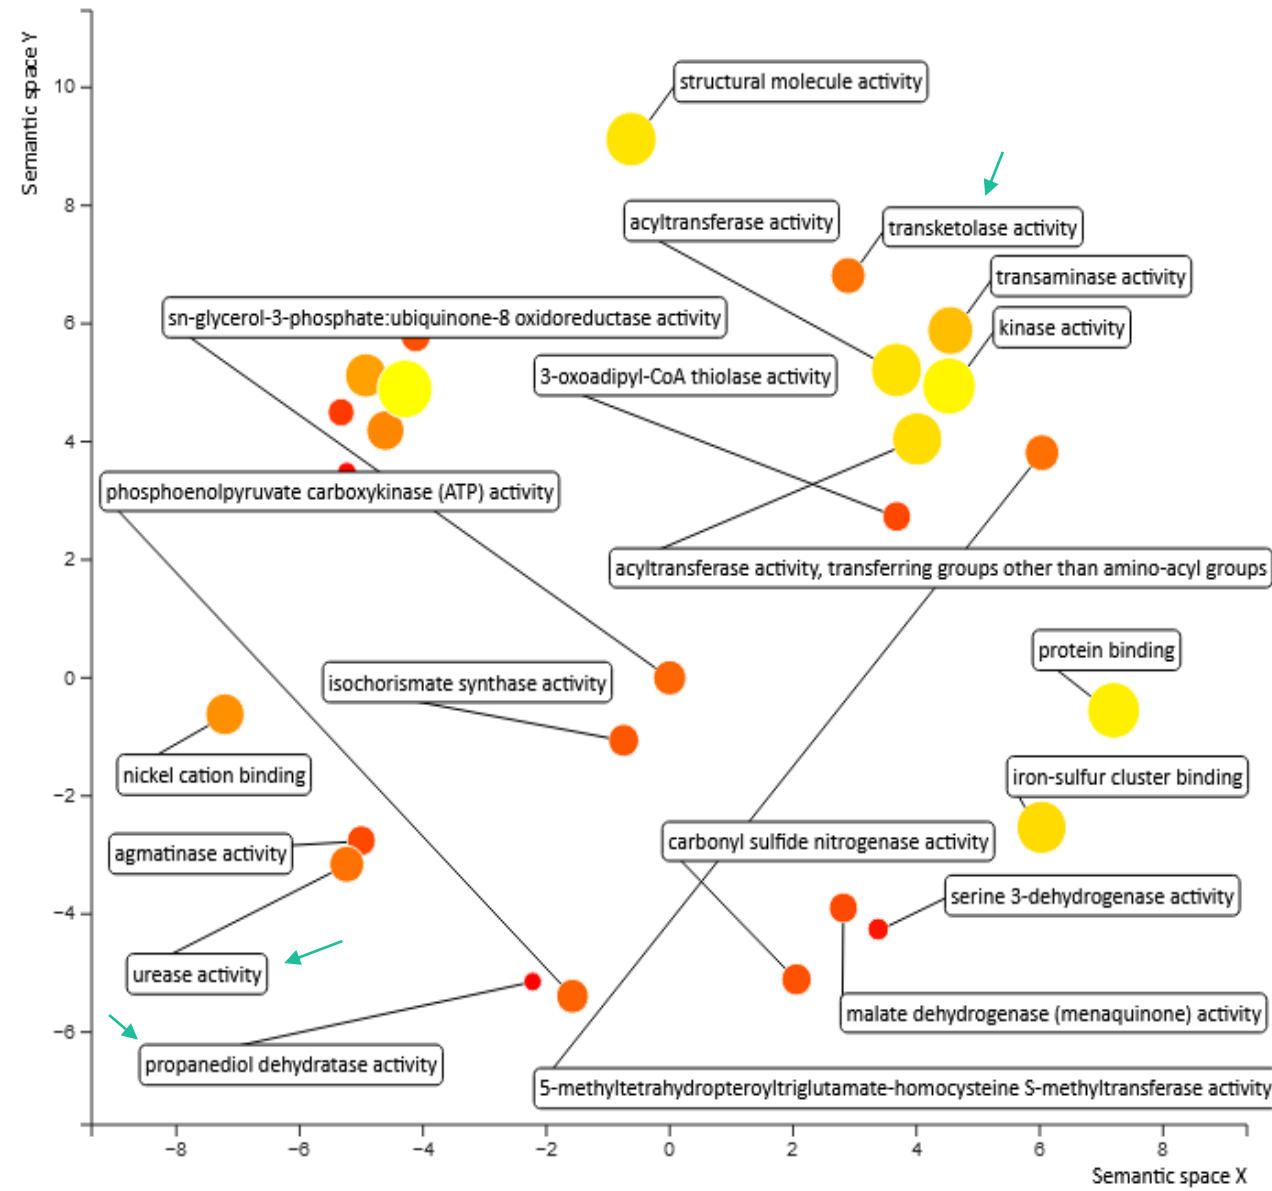 Semantic space Y
10
structural molecule activity
8
acyltransferase activity
transketolase activity
transaminase activity
6
sn-glycerol-3-phosphate:ubiquinone-8 oxidoreductase activity
kinase activity
3-oxoadipyl-CoA thiolase activity
4
phosphoenolpyruvate carboxykinase (ATP) activity
2
acyltransferase activity, transferring groups other than amino-acyl groups
protein binding
0
isochorismate synthase activity
nickel cation binding
iron-sulfur cluster binding
−2
carbonyl sulfide nitrogenase activity
agmatinase activity
serine 3-dehydrogenase activity
−4
urease activity
malate dehydrogenase (menaquinone) activity
−6
propanediol dehydratase activity
5-methyltetrahydropteroyltriglutamate-homocysteine S-methyltransferase activity
−8 −6 −4 −2 0 2 4 6 8
Semantic space X